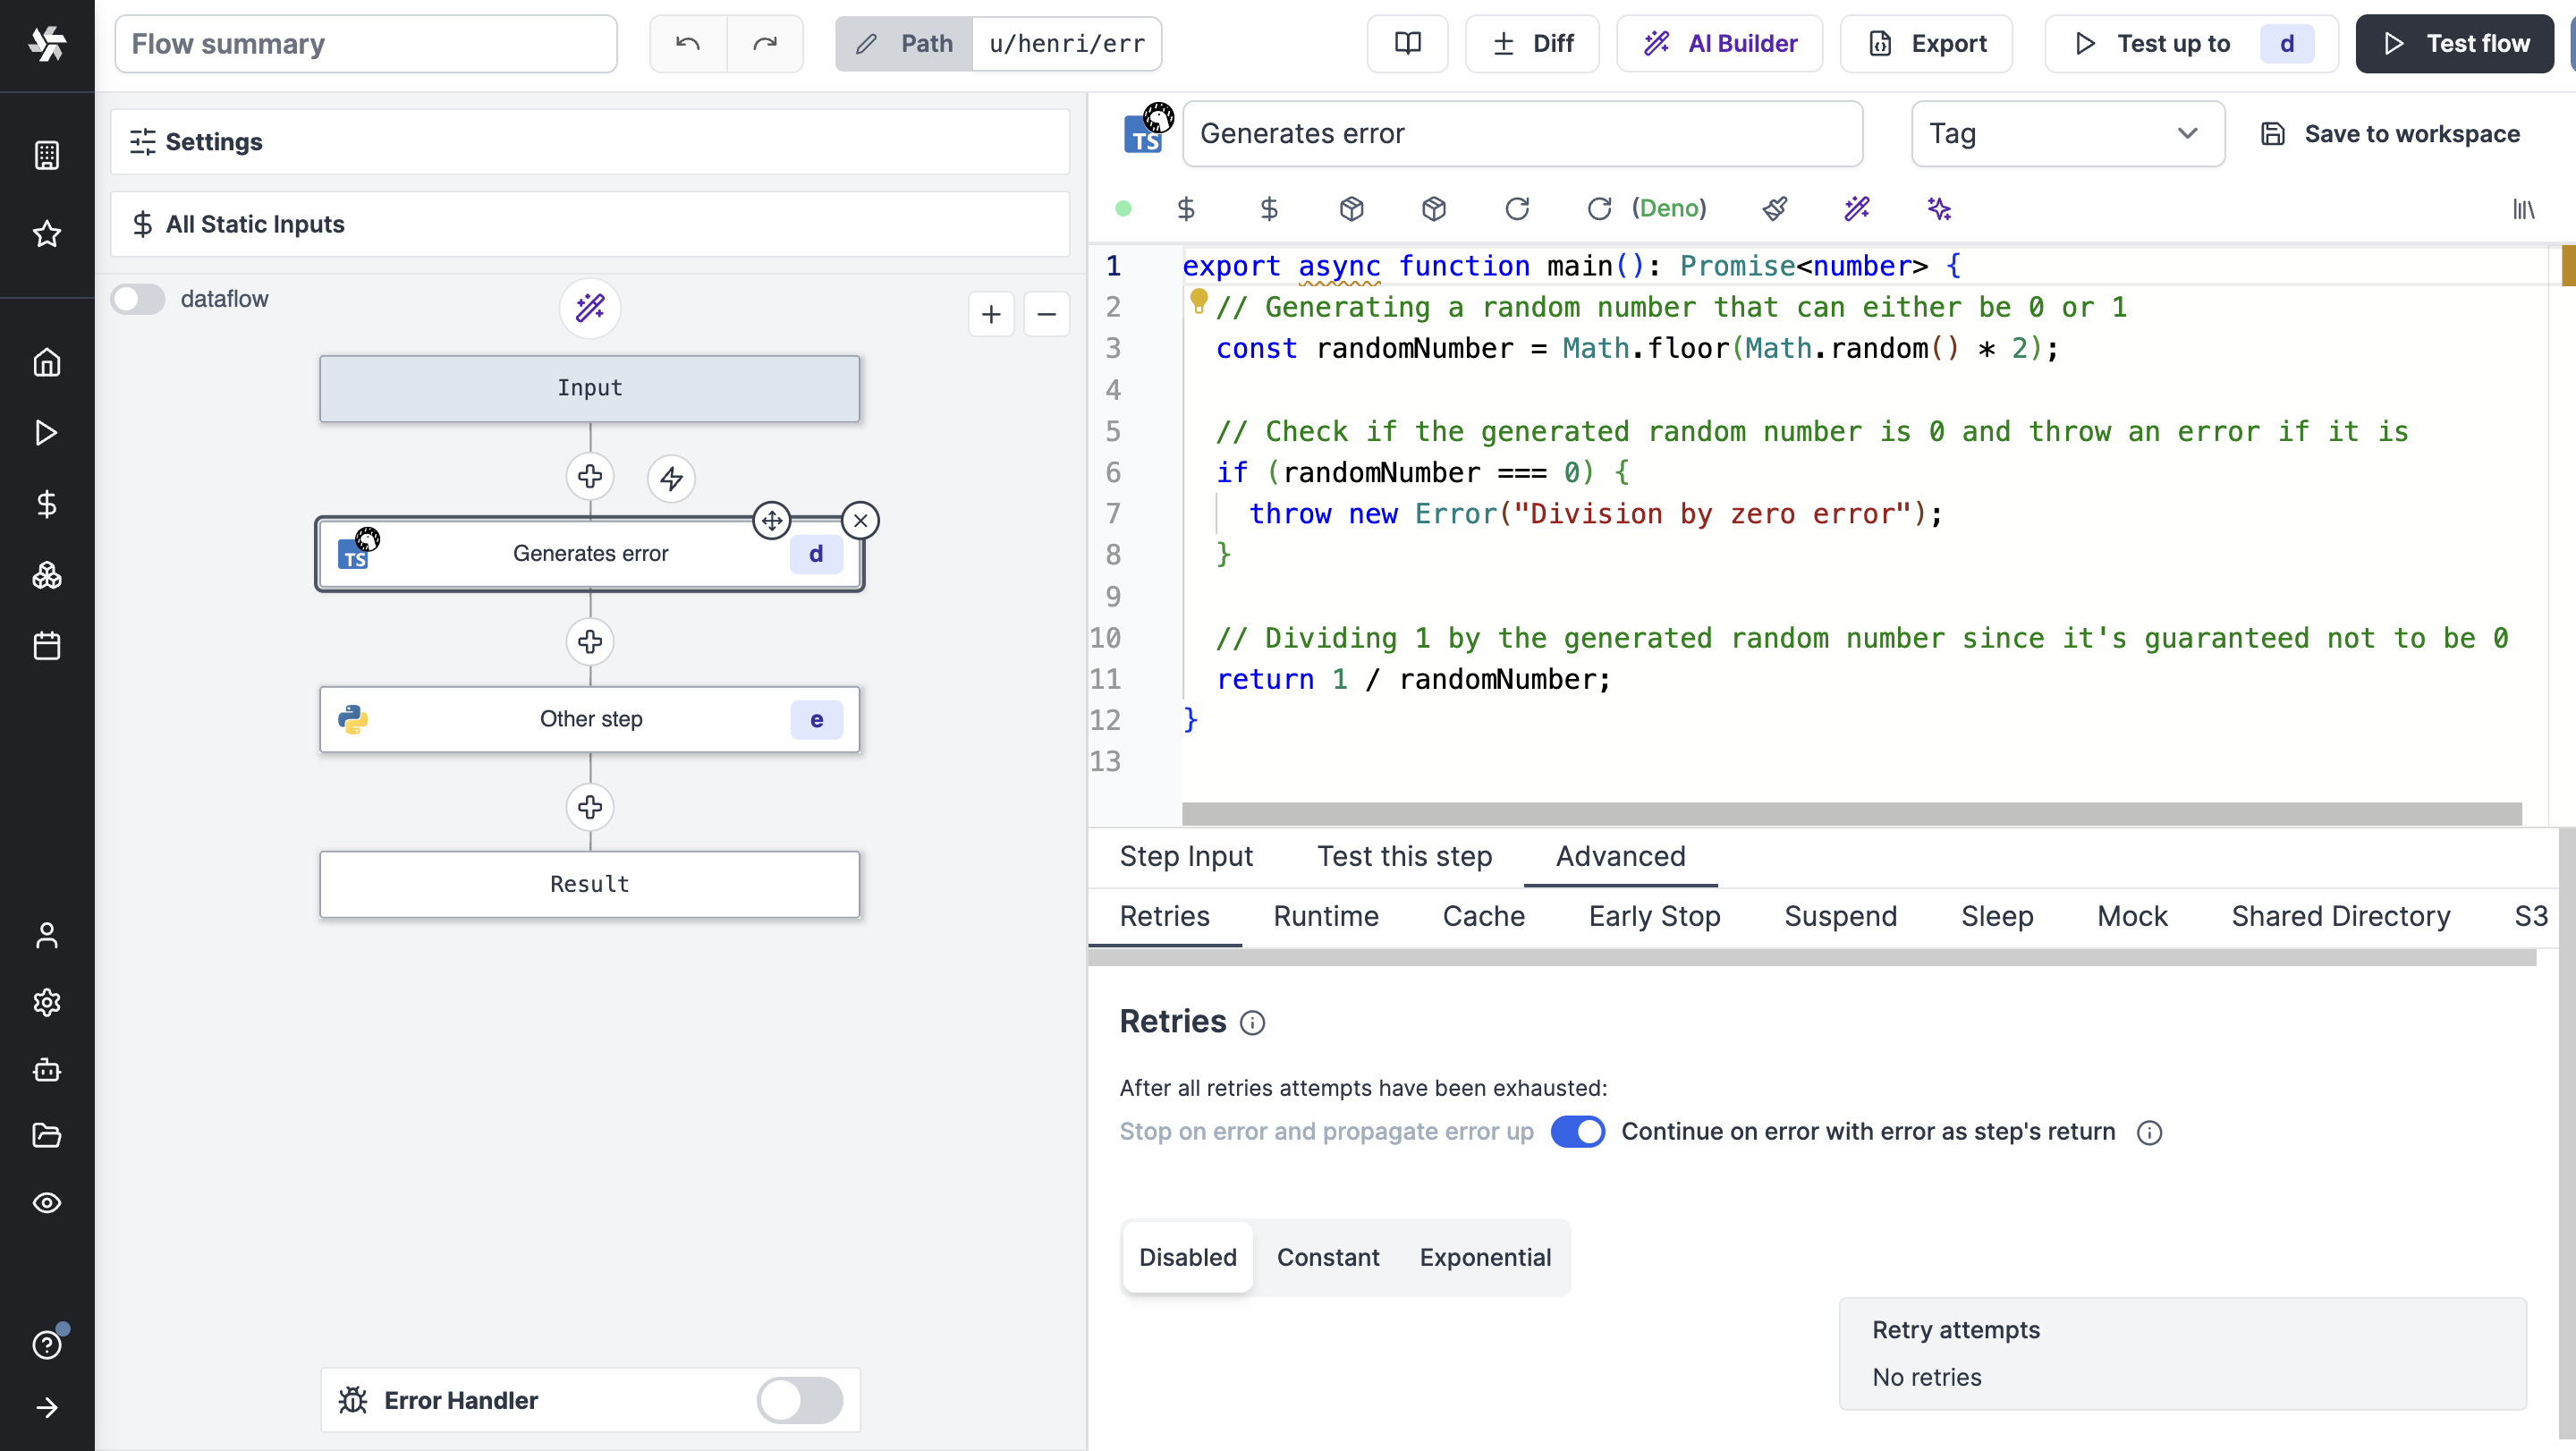 Flow summary
Path u/henri/err
Diff
AI Builder
Export
Test up to d
Test flow
Settings
All Static Inputs
dataflow
Input
TS Generates error d
Other step e
Result
Error Handler
TS Generates error
Tag
Save to workspace
(Deno)
1 export async function main(): Promise<number> {
2 // Generating a random number that can either be 0 or 1
3 const randomNumber = Math.floor(Math.random() * 2);
4
5 // Check if the generated random number is 0 and throw an error if it is
6 if (randomNumber === 0) {
7 throw new Error("Division by zero error");
8 }
9
10 // Dividing 1 by the generated random number since it's guaranteed not to be 0
11 return 1 / randomNumber;
12 }
13
Step Input Test this step Advanced
Retries Runtime Cache Early Stop Suspend Sleep Mock Shared Directory S3
Retries
After all retries attempts have been exhausted:
Stop on error and propagate error up Continue on error with error as step's return
Disabled Constant Exponential
Retry attempts
No retries